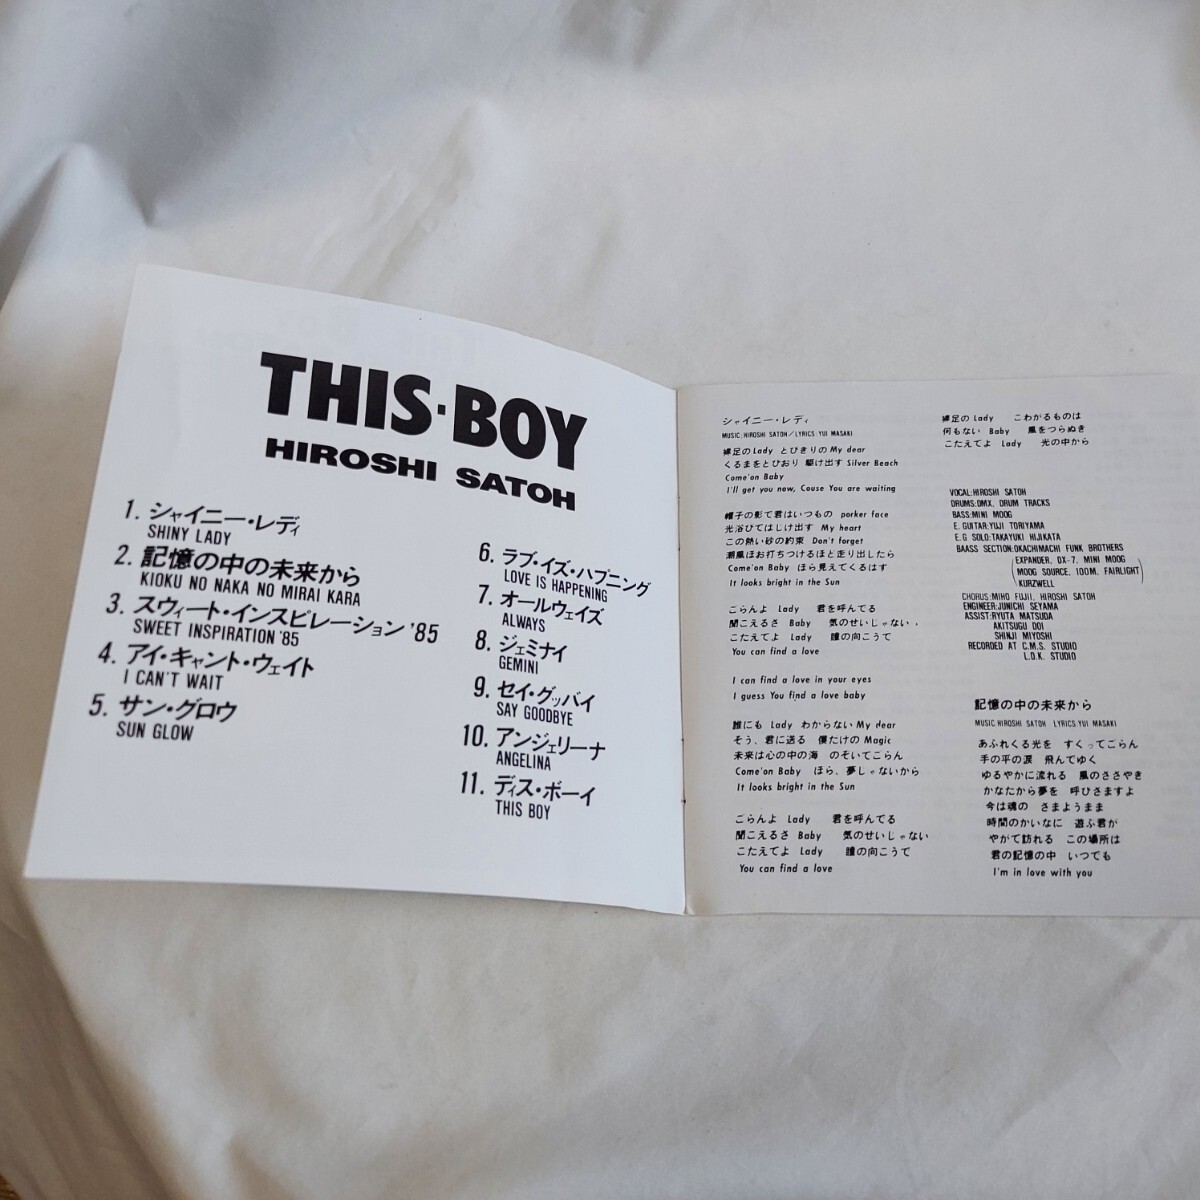 THIS・BOY
HIROSHI SATOH
1. シャイニー・レディ
SHINY LADY
2. 記憶の中の未来から
KIOKU NO NAKA NO MIRAI KARA
3. スウィート・インスピレーション '85
SWEET INSPIRATION '85
4. アイ・キャント・ウェイト
I CAN'T WAIT
5. サン・グロウ
SUN GLOW
6. ラブ・イズ・ハプニング
LOVE IS HAPPENING
7. オールウェイズ
ALWAYS
8. ジェミナイ
GEMINI
9. セイ・グッバイ
SAY GOODBYE
10. アンジェリーナ
ANGELINA
11. ディス・ボーイ
THIS BOY
シャイニー・レディ
MUSIC:HIROSHI SATOH／LYRICS:YUI MASAKI
裸足のLady とびきりのMy dear
くるまをとびおり 駆け出す Silver Beach
Come'on Baby
I'll get you now, Couse You are waiting
帽子の影で君はいつもの porker face
光浴びてはしけ出す My heart
この熱い砂の約束 Don't forget
潮風ほお打ちつけるほど走り出したら
Come'on Baby ほら見えてくるはす
It looks bright in the Sun
こらんよ Lady 君を呼んてる
聞こえるさ Baby 気のせいじゃない
こたえてよ Lady 瞳の向こうて
You can find a love
I can find a love in your eyes
I guess You find a love baby
誰にも Lady わからない My dear
そう、君に送る 僕だけの Magic
未来は心の中の海 のそいてこらん
Come'on Baby ほら、夢しゃないから
It looks bright in the Sun
こらんよ Lady 君を呼んてる
聞こえるさ Baby 気のせいじゃない
こたえてよ Lady 瞳の向こうて
You can find a love
裸足のLady こわがるものは
何もない Baby 風をつらぬき
こたえてよ Lady 光の中から
VOCAL:HIROSHI SATOH
DRUMS:DMX, DRUM TRACKS
BASS:MINI MOOG
E. GUITAR:YUJI TORIYAMA
E.G SOLO:TAKAYUKI HIJIKATA
BAASS SECTION:OKACHIMACHI FUNK BROTHERS
(EXPANDER, DX-7, MINI MOOG
MOOG SOURCE, 100M. FAIRLIGHT
KURZWELL)
CHORUS:MIHO FUJII, HIROSHI SATOH
ENGINEER:JUNICHI SEYAMA
ASSIST:RYUTA MATSUDA
AKITSUGU DOI
SHINJI MIYOSHI
RECORDED AT C.M.S. STUDIO
L.D.K. STUDIO
記憶の中の未来から
MUSIC:HIROSHI SATOH LYRICS:YUI MASAKI
あふれくる光を すくってごらん
手の平の涙 飛んてゆく
ゆるやかに流れる 風のささやき
かなたから夢を 呼びさますよ
今は魂の さまようまま
時間のかいなに 遊ぶ君が
やがて訪れる この場所は
君の記憶の中 いつても
I'm in love with you